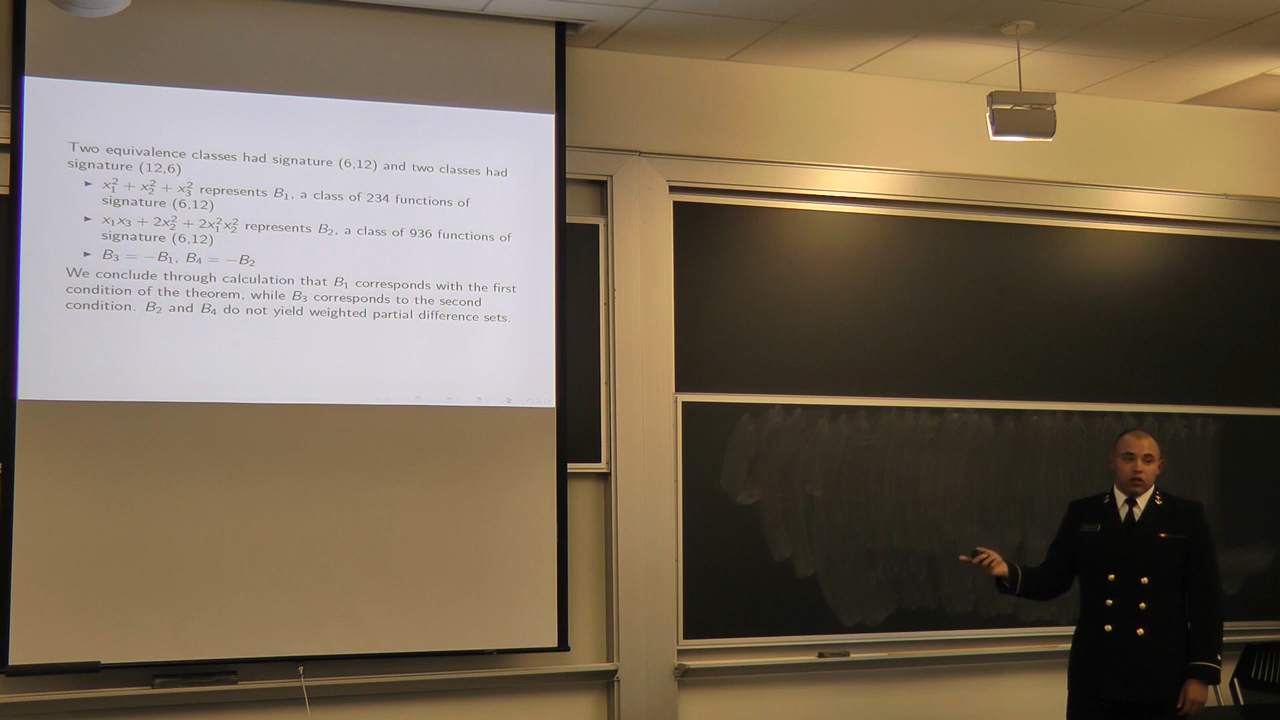 Two equivalence classes had signature (6,12) and two classes had
signature (12,6)
► x₁² + x₂² + x₃² represents B₁, a class of 234 functions of
signature (6,12)
► x₁x₃ + 2x₂² + 2x₁²x₂² represents B₂, a class of 936 functions of
signature (6,12)
► B₃ = −B₁, B₄ = −B₂
We conclude through calculation that B₁ corresponds with the first
condition of the theorem, while B₃ corresponds to the second
condition. B₂ and B₄ do not yield weighted partial difference sets.